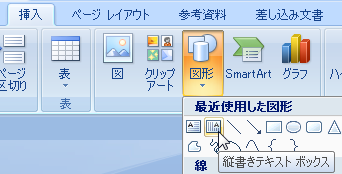 挿入 ページ レイアウト 参考資料 差し込み文書
ページ
区切り
表
表
図
クリップ
アート
図形
SmartArt
グラフ
ハイ
最近使用した図形
線
縦書きテキスト ボックス